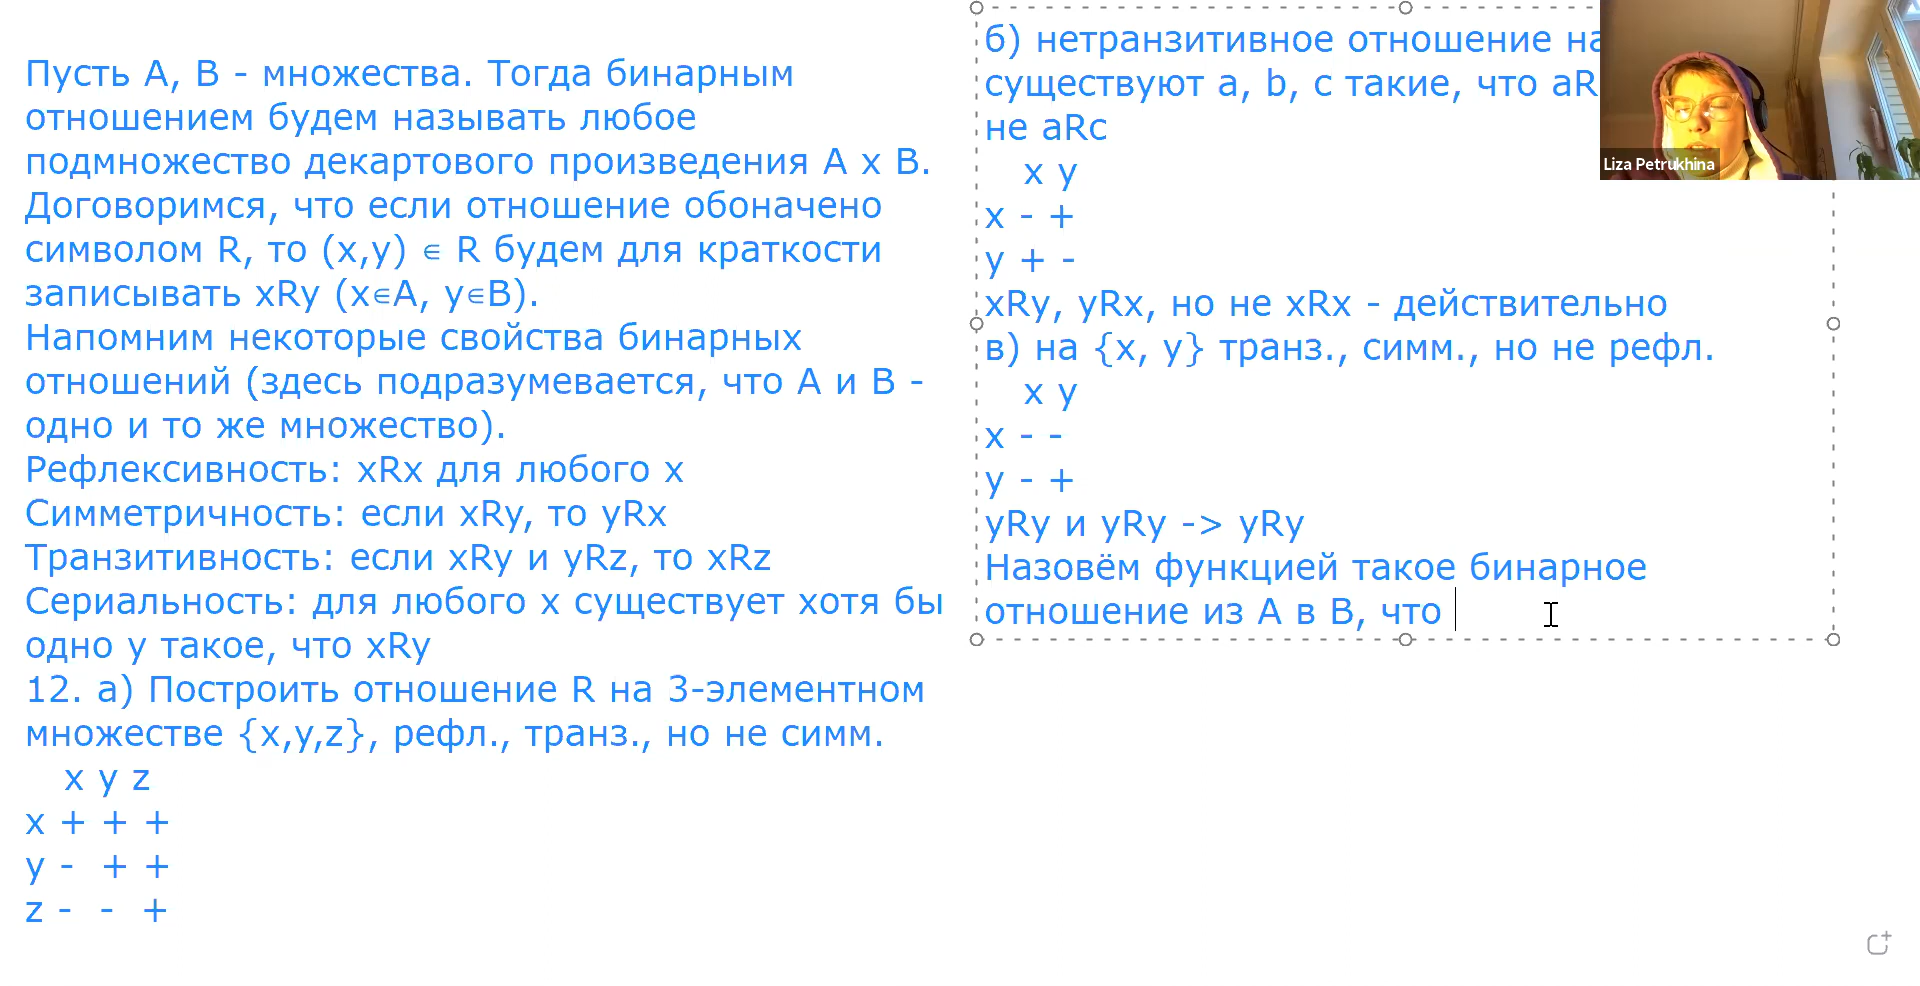 Пусть A, B - множества. Тогда бинарным
отношением будем называть любое
подмножество декартового произведения A x B.
Договоримся, что если отношение обоначено
символом R, то (x,y) ∈ R будем для краткости
записывать xRy (x∈A, y∈B).
Напомним некоторые свойства бинарных
отношений (здесь подразумевается, что A и B -
одно и то же множество).
Рефлексивность: xRx для любого x
Симметричность: если xRy, то yRx
Транзитивность: если xRy и yRz, то xRz
Сериальность: для любого x существует хотя бы
одно y такое, что xRy
12. а) Построить отношение R на 3-элементном
множестве {x,y,z}, рефл., транз., но не симм.
x y z
x + + +
y - + +
z - - +
б) нетранзитивное отношение на
существуют a, b, c такие, что aR
не aRc
x y
x - +
y + -
xRy, yRx, но не xRx - действительно
в) на {x, y} транз., симм., но не рефл.
x y
x - -
y - +
yRy и yRy -> yRy
Назовём функцией такое бинарное
отношение из A в B, что
Liza Petrukhina